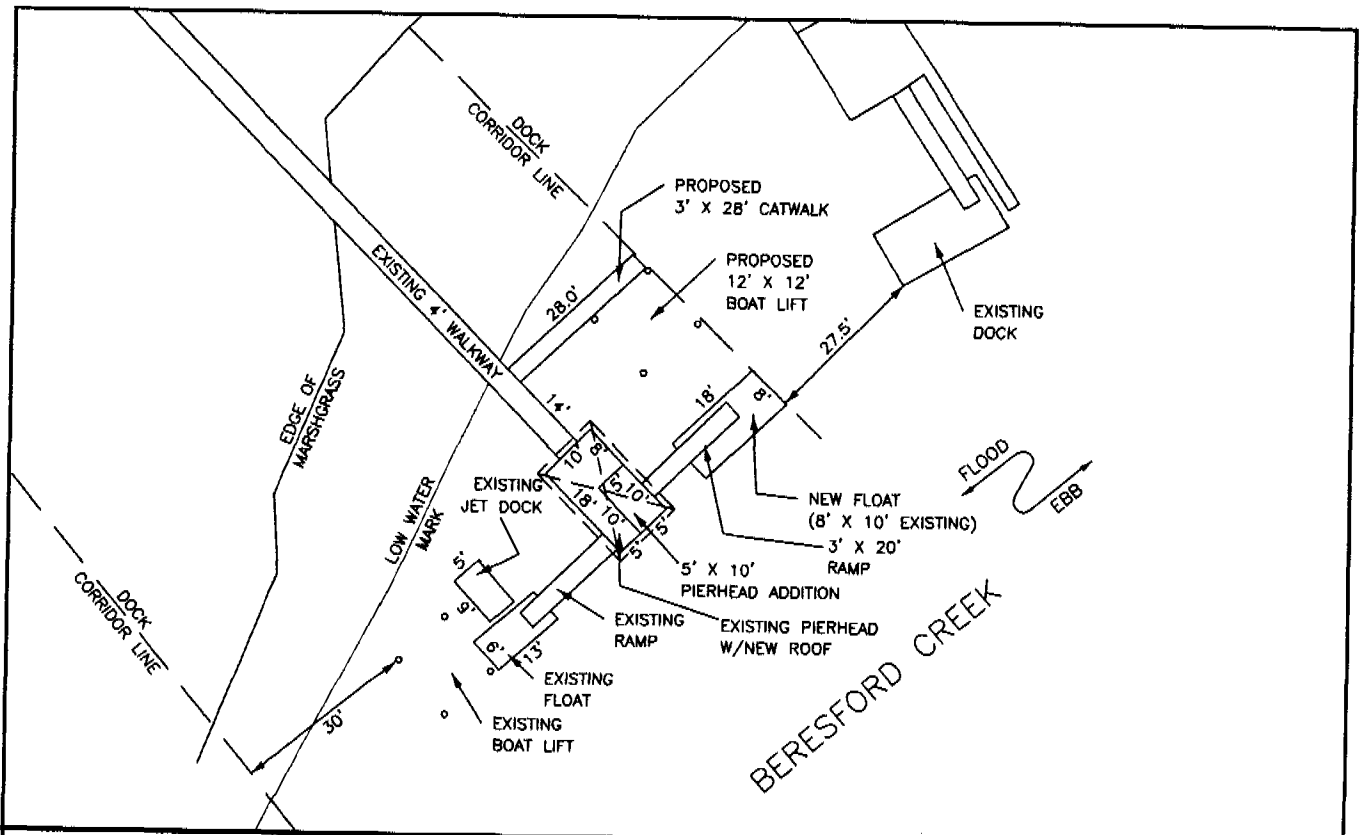 DOCK
CORRIDOR LINE
PROPOSED
3' X 28' CATWALK
PROPOSED
12' X 12'
BOAT LIFT
EXISTING
DOCK
27.5'
28.0'
EXISTING 4' WALKWAY
EDGE OF
MARSHGRASS
14'
18'
8'
10'
8'
5'
10'
18'
10'
5'
5'
FLOOD
EBB
NEW FLOAT
(8' X 10' EXISTING)
3' X 20'
RAMP
5' X 10'
PIERHEAD ADDITION
EXISTING PIERHEAD
W/NEW ROOF
EXISTING
JET DOCK
LOW WATER
MARK
5'
9'
6'
13'
EXISTING
RAMP
EXISTING
FLOAT
EXISTING
BOAT LIFT
DOCK
CORRIDOR LINE
30'
BERESFORD CREEK